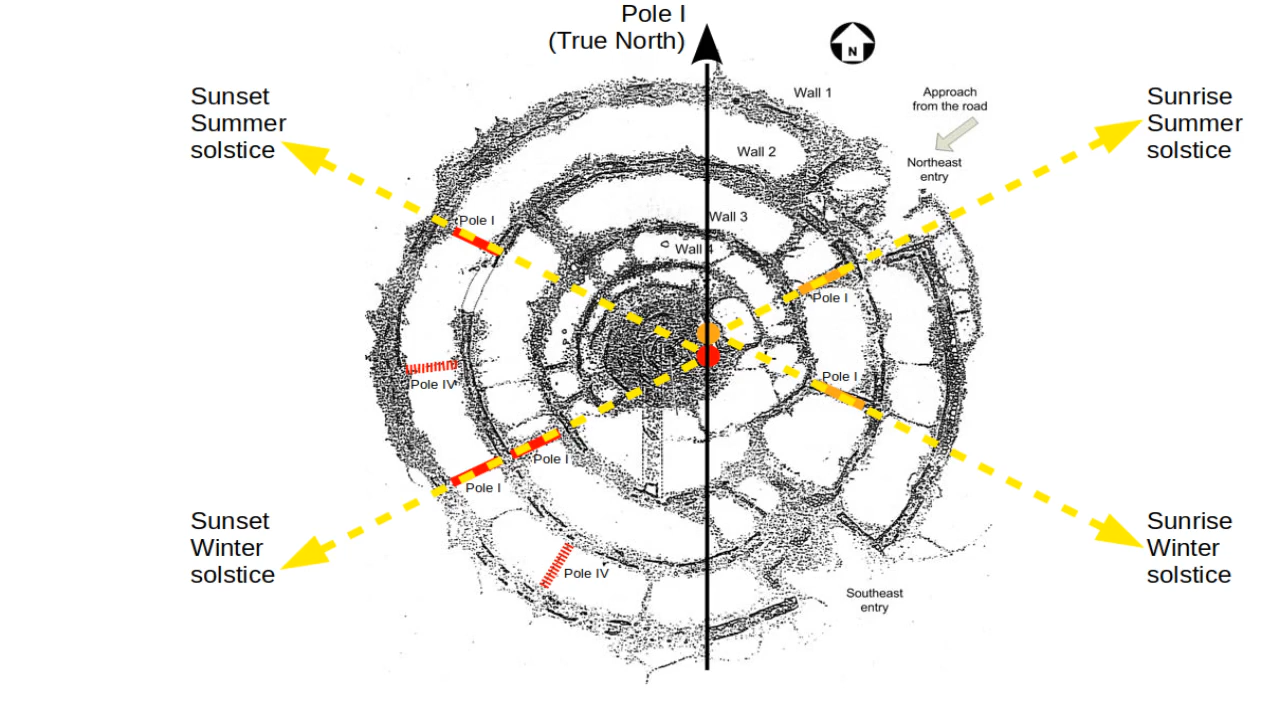 Pole I
(True North)
N
Wall 1
Approach
from the road
Sunset
Summer
solstice
Sunrise
Summer
solstice
Wall 2
Northeast
entry
Pole I
Wall 3
Wall 4
Pole I
Pole IV
Pole I
Pole I
Pole I
Sunset
Winter
solstice
Sunrise
Winter
solstice
Pole IV
Southeast
entry